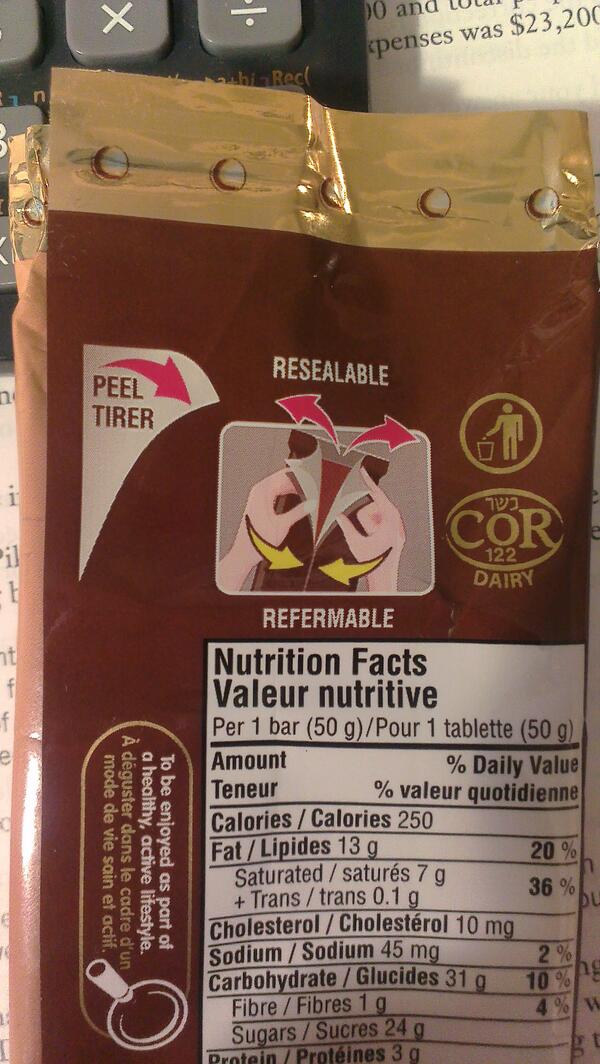 ×
÷
and total
xpenses was $23,200
Rec(
PEEL
TIRER
RESEALABLE
REFERMABLE
כשר
COR
122
DAIRY
Nutrition Facts
Valeur nutritive
Per 1 bar (50 g)/Pour 1 tablette (50 g)
Amount % Daily Value
Teneur % valeur quotidienne
Calories / Calories 250
Fat / Lipides 13 g 20 %
Saturated / saturés 7 g
+ Trans / trans 0.1 g 36 %
Cholesterol / Cholestérol 10 mg
Sodium / Sodium 45 mg 2 %
Carbohydrate / Glucides 31 g 10 %
Fibre / Fibres 1 g 4 %
Sugars / Sucres 24 g
Protein / Protéines 3 g
To be enjoyed as part of
a healthy, active lifestyle.
À déguster dans le cadre d'un
mode de vie sain et actif.